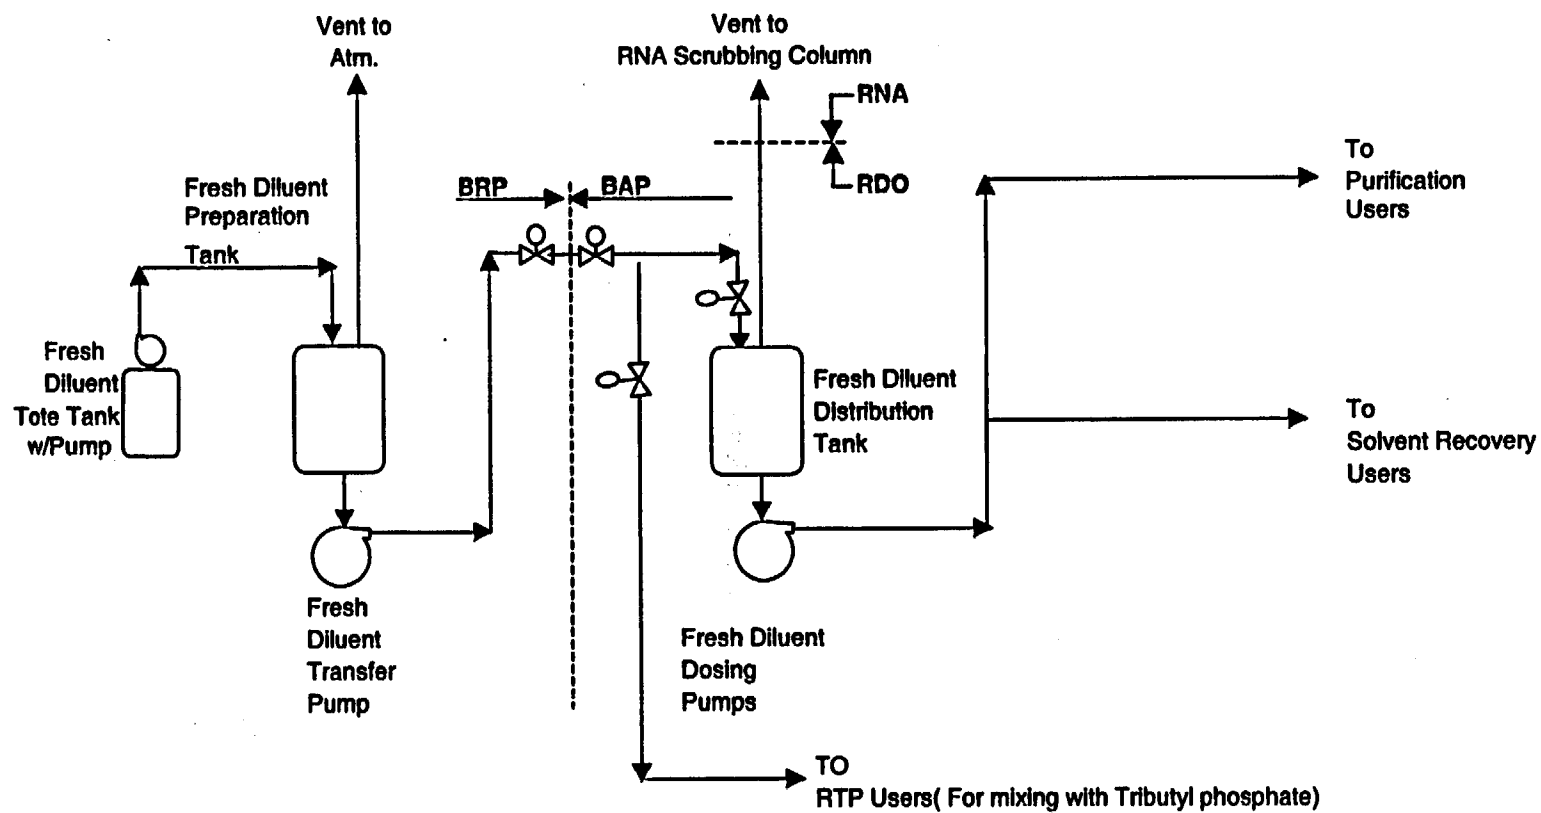 Vent to
Atm.
Vent to
RNA Scrubbing Column
RNA
RDO
BRP
BAP
Fresh Diluent
Preparation
Tank
To
Purification
Users
Fresh
Diluent
Tote Tank
w/Pump
Fresh Diluent
Distribution
Tank
To
Solvent Recovery
Users
Fresh
Diluent
Transfer
Pump
Fresh Diluent
Dosing
Pumps
TO
RTP Users( For mixing with Tributyl phosphate)